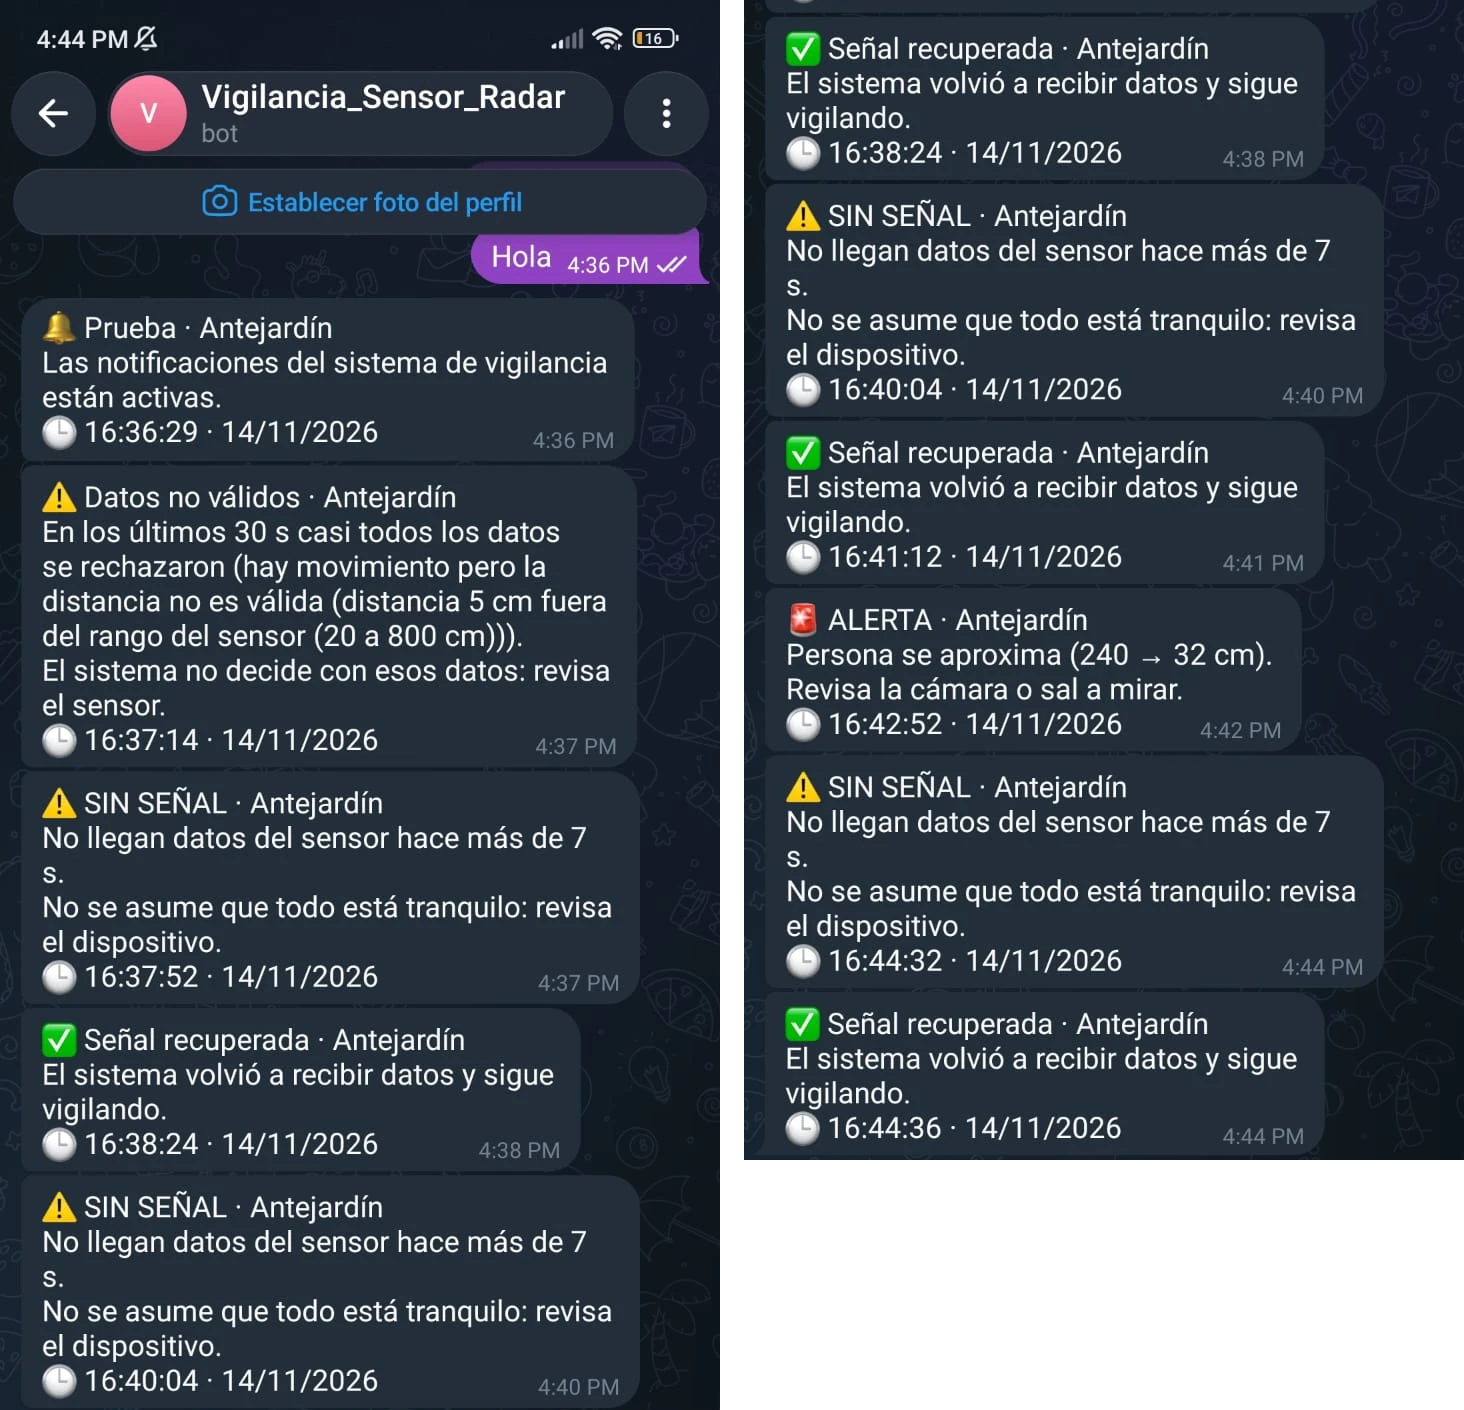 4:44 PM
16
Vigilancia_Sensor_Radar
V
bot
Establecer foto del perfil
Hola 4:36 PM
Prueba · Antejardín
Las notificaciones del sistema de vigilancia
están activas.
16:36:29 · 14/11/2026 4:36 PM
Datos no válidos · Antejardín
En los últimos 30 s casi todos los datos
se rechazaron (hay movimiento pero la
distancia no es válida (distancia 5 cm fuera
del rango del sensor (20 a 800 cm))).
El sistema no decide con esos datos: revisa
el sensor.
16:37:14 · 14/11/2026 4:37 PM
SIN SEÑAL · Antejardín
No llegan datos del sensor hace más de 7
s.
No se asume que todo está tranquilo: revisa
el dispositivo.
16:37:52 · 14/11/2026 4:37 PM
Señal recuperada · Antejardín
El sistema volvió a recibir datos y sigue
vigilando.
16:38:24 · 14/11/2026 4:38 PM
SIN SEÑAL · Antejardín
No llegan datos del sensor hace más de 7
s.
No se asume que todo está tranquilo: revisa
el dispositivo.
16:40:04 · 14/11/2026 4:40 PM
Señal recuperada · Antejardín
El sistema volvió a recibir datos y sigue
vigilando.
16:38:24 · 14/11/2026 4:38 PM
SIN SEÑAL · Antejardín
No llegan datos del sensor hace más de 7
s.
No se asume que todo está tranquilo: revisa
el dispositivo.
16:40:04 · 14/11/2026 4:40 PM
Señal recuperada · Antejardín
El sistema volvió a recibir datos y sigue
vigilando.
16:41:12 · 14/11/2026 4:41 PM
ALERTA · Antejardín
Persona se aproxima (240 → 32 cm).
Revisa la cámara o sal a mirar.
16:42:52 · 14/11/2026 4:42 PM
SIN SEÑAL · Antejardín
No llegan datos del sensor hace más de 7
s.
No se asume que todo está tranquilo: revisa
el dispositivo.
16:44:32 · 14/11/2026 4:44 PM
Señal recuperada · Antejardín
El sistema volvió a recibir datos y sigue
vigilando.
16:44:36 · 14/11/2026 4:44 PM